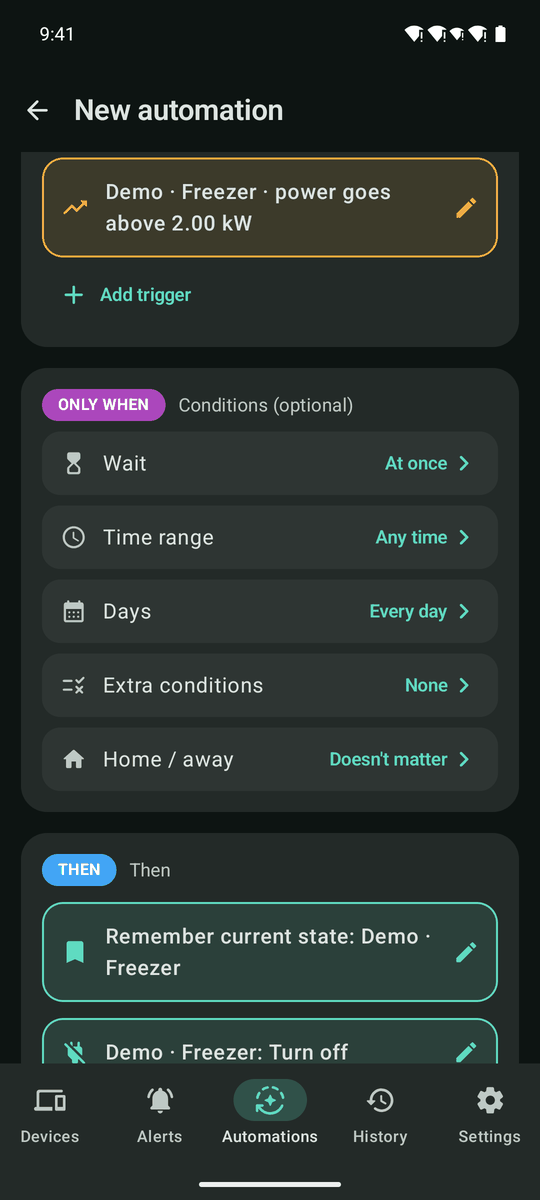 9:41
New automation
Demo · Freezer · power goes
above 2.00 kW
Add trigger
ONLY WHEN Conditions (optional)
Wait At once
Time range Any time
Days Every day
Extra conditions None
Home / away Doesn't matter
THEN Then
Remember current state: Demo ·
Freezer
Demo · Freezer: Turn off
Devices Alerts Automations History Settings